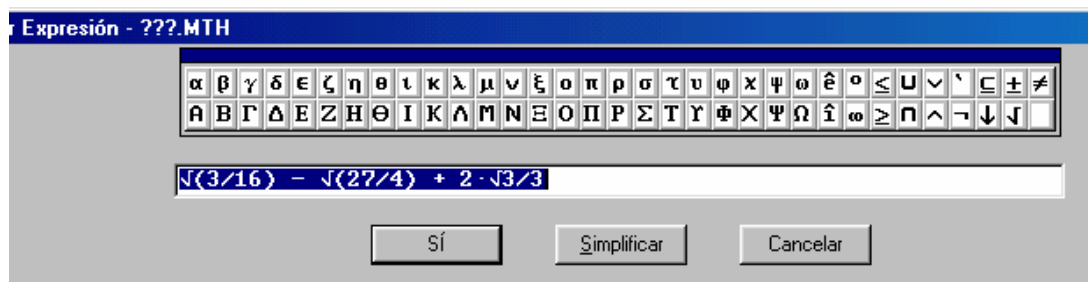 r Expresión - ???.MTH
α β γ δ ε ζ η θ ι κ λ μ ν ξ ο π ρ σ τ υ φ χ ψ ω ê º ≤ ∪ ∨ ` ⊆ ± ≠
Α Β Γ Δ Ε Ζ Η Θ Ι Κ Λ Μ Ν Ξ Ο Π Ρ Σ Τ Υ Φ Χ Ψ Ω î ∞ ≥ ∩ ∧ ¬ ↓ √
√(3/16) - √(27/4) + 2·√3/3
SÍ Simplificar Cancelar